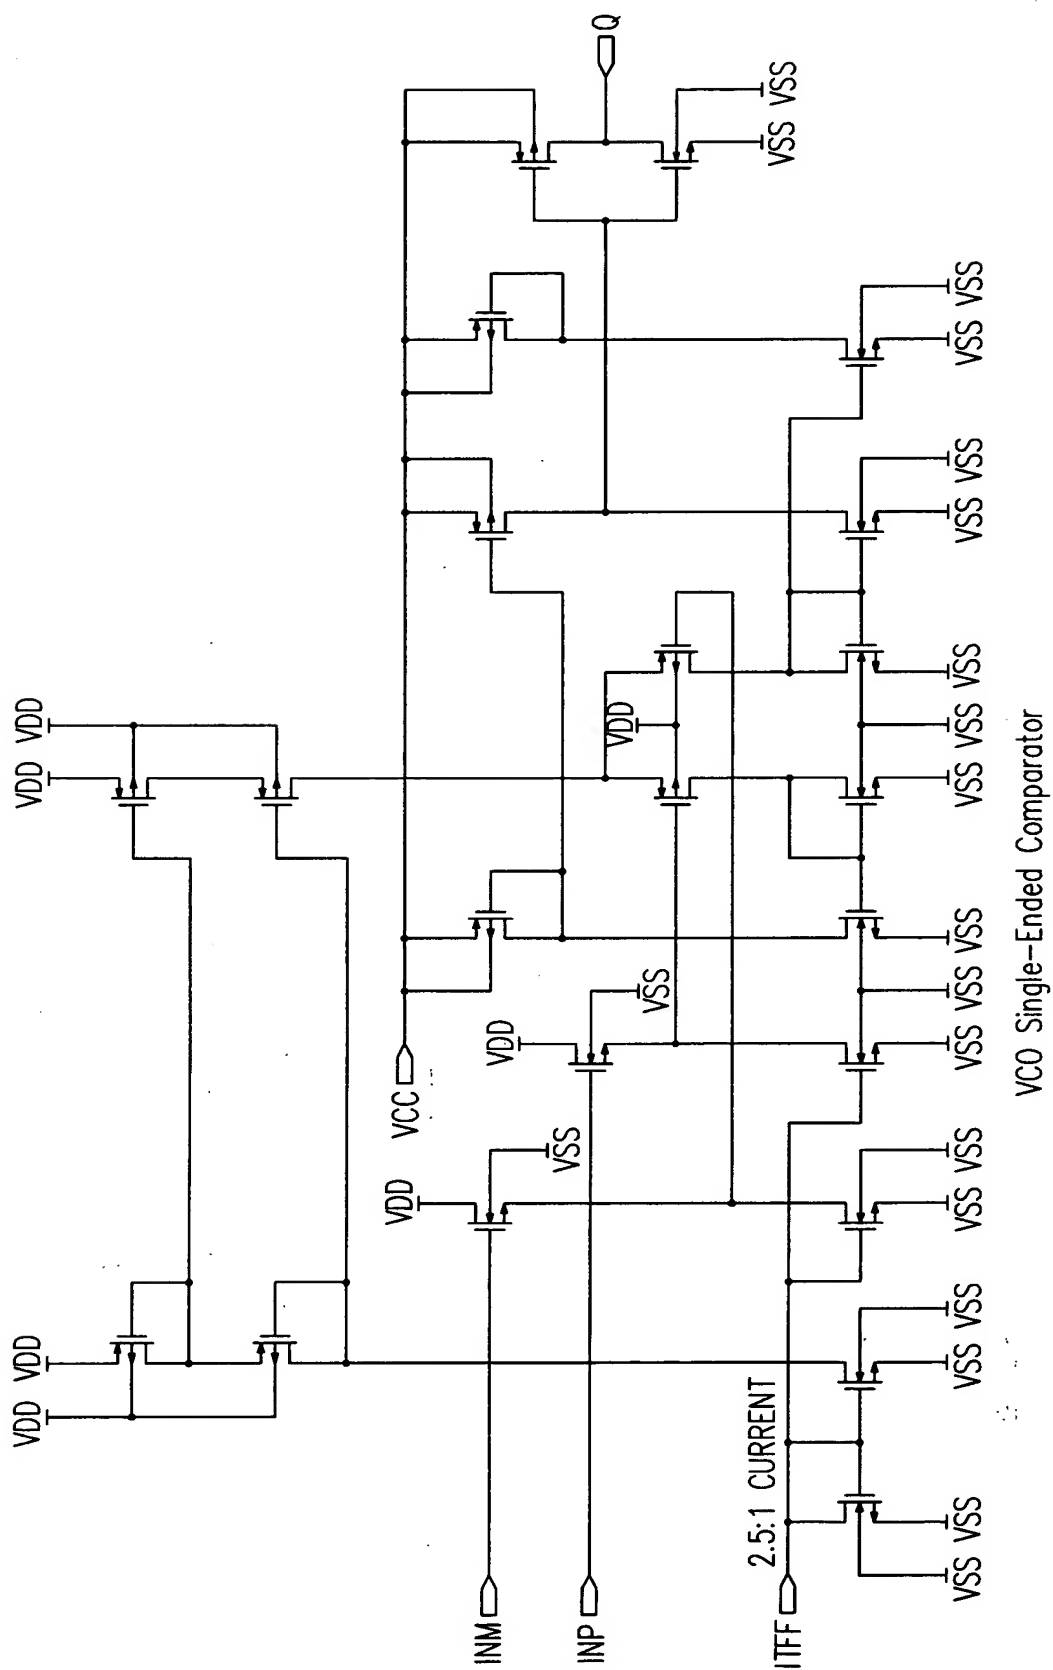 VDD VDD VDD VDD
VDD VCC
INM VDD
VSS
INP Q
VDD
VSS
2.5:1 CURRENT
ITFF VSS VSS
VSS VSS VSS VSS VSS VSS VSS VSS VSS VSS VSS VSS VSS VSS VSS VSS
VCO Single-Ended Comparator